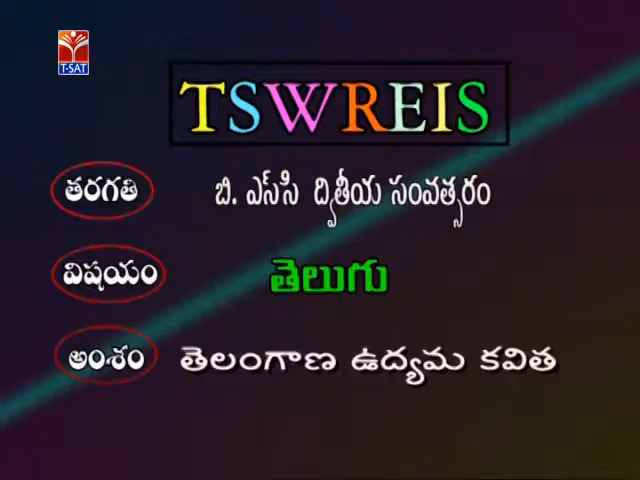 T-SAT
TSWREIS
తరగతి బి. ఎస్‌సి ద్వితీయ సంవత్సరం
విషయం తెలుగు
అంశం తెలంగాణ ఉద్యమ కవిత